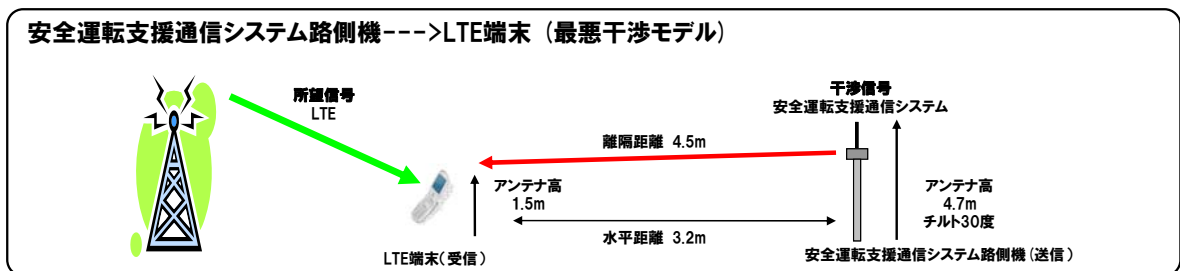 安全運転支援通信システム路側機--->LTE端末 (最悪干渉モデル)
所望信号
LTE
干渉信号
安全運転支援通信システム
離隔距離 4.5m
アンテナ高
1.5m
アンテナ高
4.7m
チルト30度
水平距離 3.2m
LTE端末(受信)
安全運転支援通信システム路側機(送信)